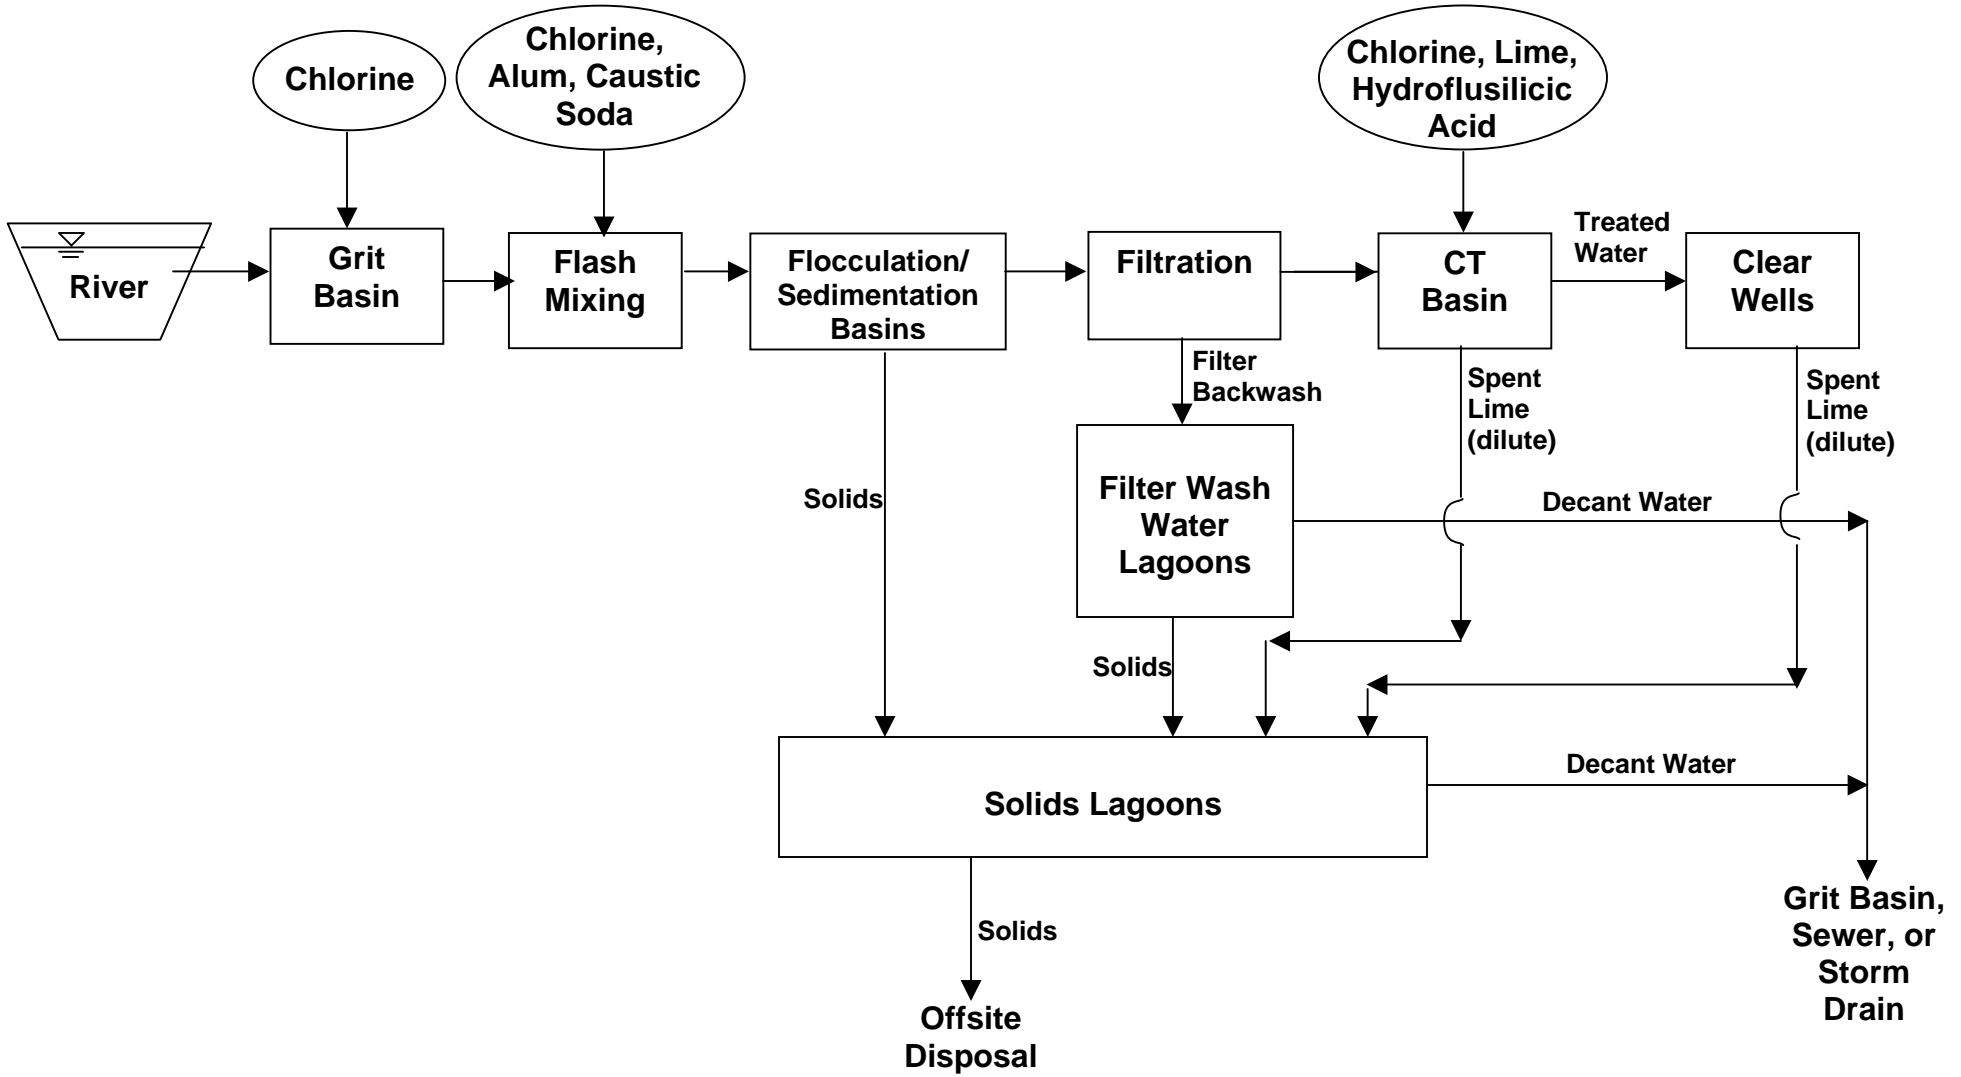 Chlorine
Chlorine,
Alum, Caustic
Soda
Chlorine, Lime,
Hydroflusilicic
Acid
River
Grit
Basin
Flash
Mixing
Flocculation/
Sedimentation
Basins
Filtration
CT
Basin
Treated
Water
Clear
Wells
Filter
Backwash
Spent
Lime
(dilute)
Spent
Lime
(dilute)
Solids
Filter Wash
Water
Lagoons
Decant Water
Solids
Solids Lagoons
Decant Water
Solids
Offsite
Disposal
Grit Basin,
Sewer, or
Storm
Drain